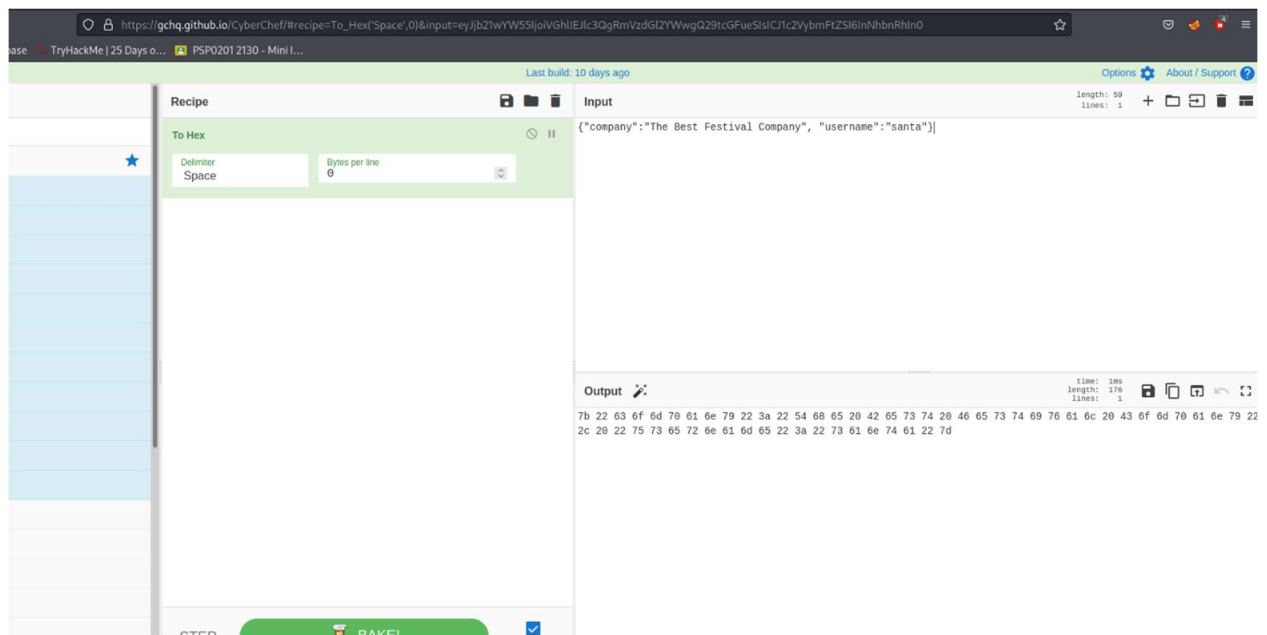 https://gchq.github.io/CyberChef/#recipe=To_Hex('Space',0)&input=eyJjb21wYW55IjoiVGhlIEJlc3QgRmVzdGl2YWwgQ29tcGFueSIsICJ1c2VybmFtZSI6InNhbnRhIn0
TryHackMe | 25 Days o... PSP0201 2130 - Mini I...
Last build: 10 days ago
Options About / Support
Recipe
To Hex
Delimiter
Space
Bytes per line
0
Input
length: 59
lines: 1
{"company":"The Best Festival Company", "username":"santa"}
Output
time: 1ms
length: 176
lines: 1
7b 22 63 6f 6d 70 61 6e 79 22 3a 22 54 68 65 20 42 65 73 74 20 46 65 73 74 69 76 61 6c 20 43 6f 6d 70 61 6e 79 22
2c 20 22 75 73 65 72 6e 61 6d 65 22 3a 22 73 61 6e 74 61 22 7d
STEP
BAKE!